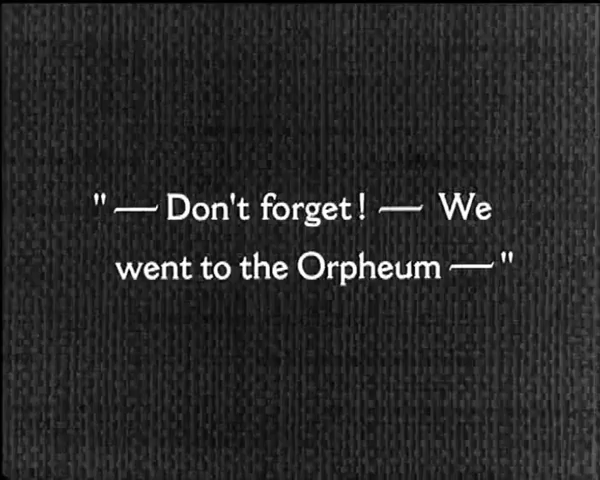 "— Don't forget! — We
went to the Orpheum —"